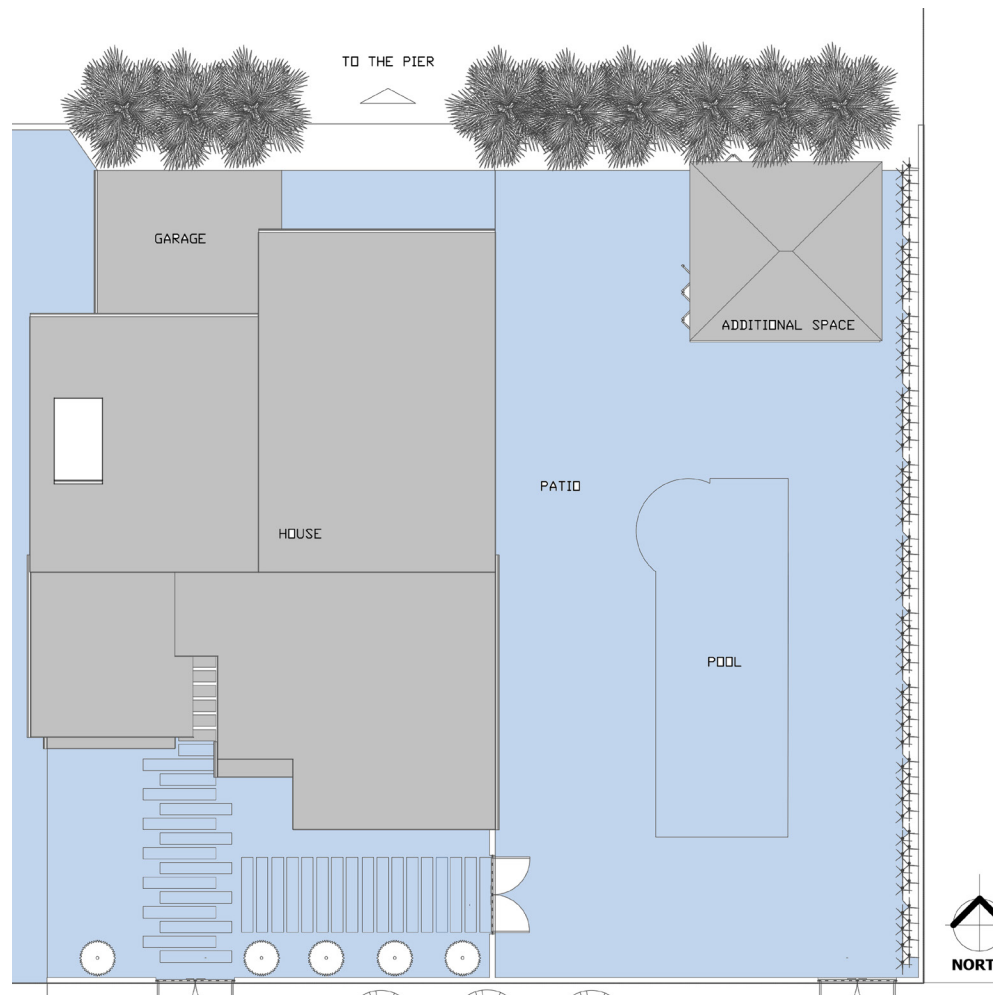 TO THE PIER
GARAGE
ADDITIONAL SPACE
PATIO
HOUSE
POOL
NORT